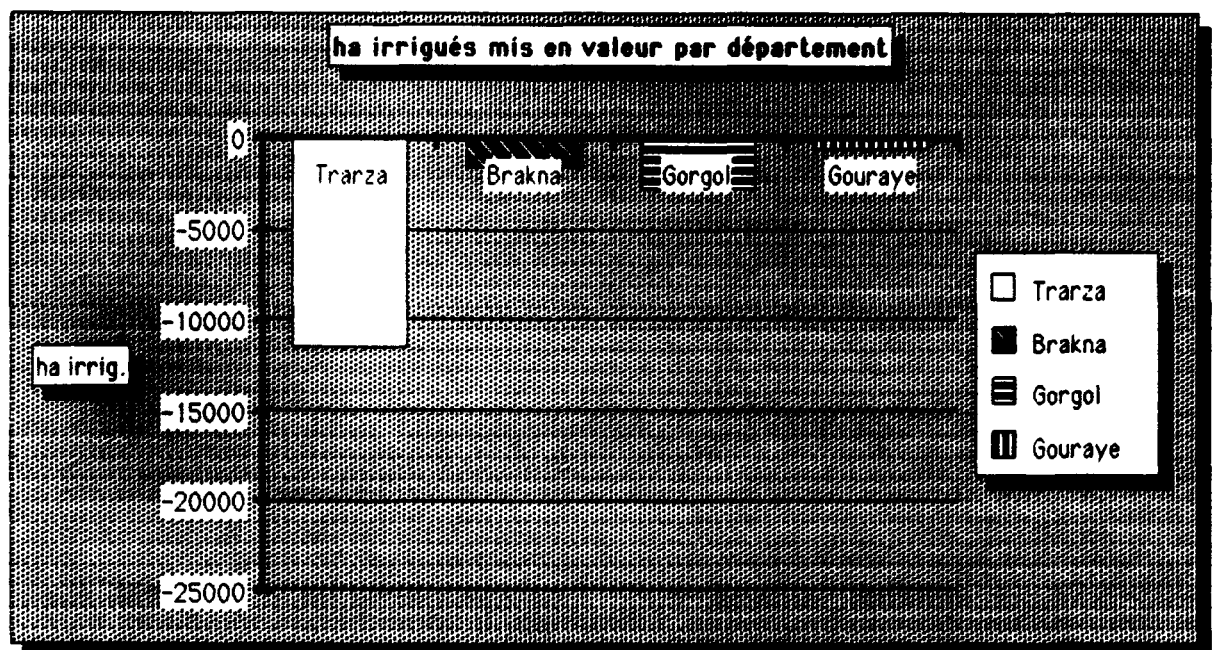 ha irrigués mis en valeur par département
0
Trarza
Brakna
Gorgol
Gouraye
-5000
-10000
ha irrig.
-15000
-20000
-25000
Trarza
Brakna
Gorgol
Gouraye